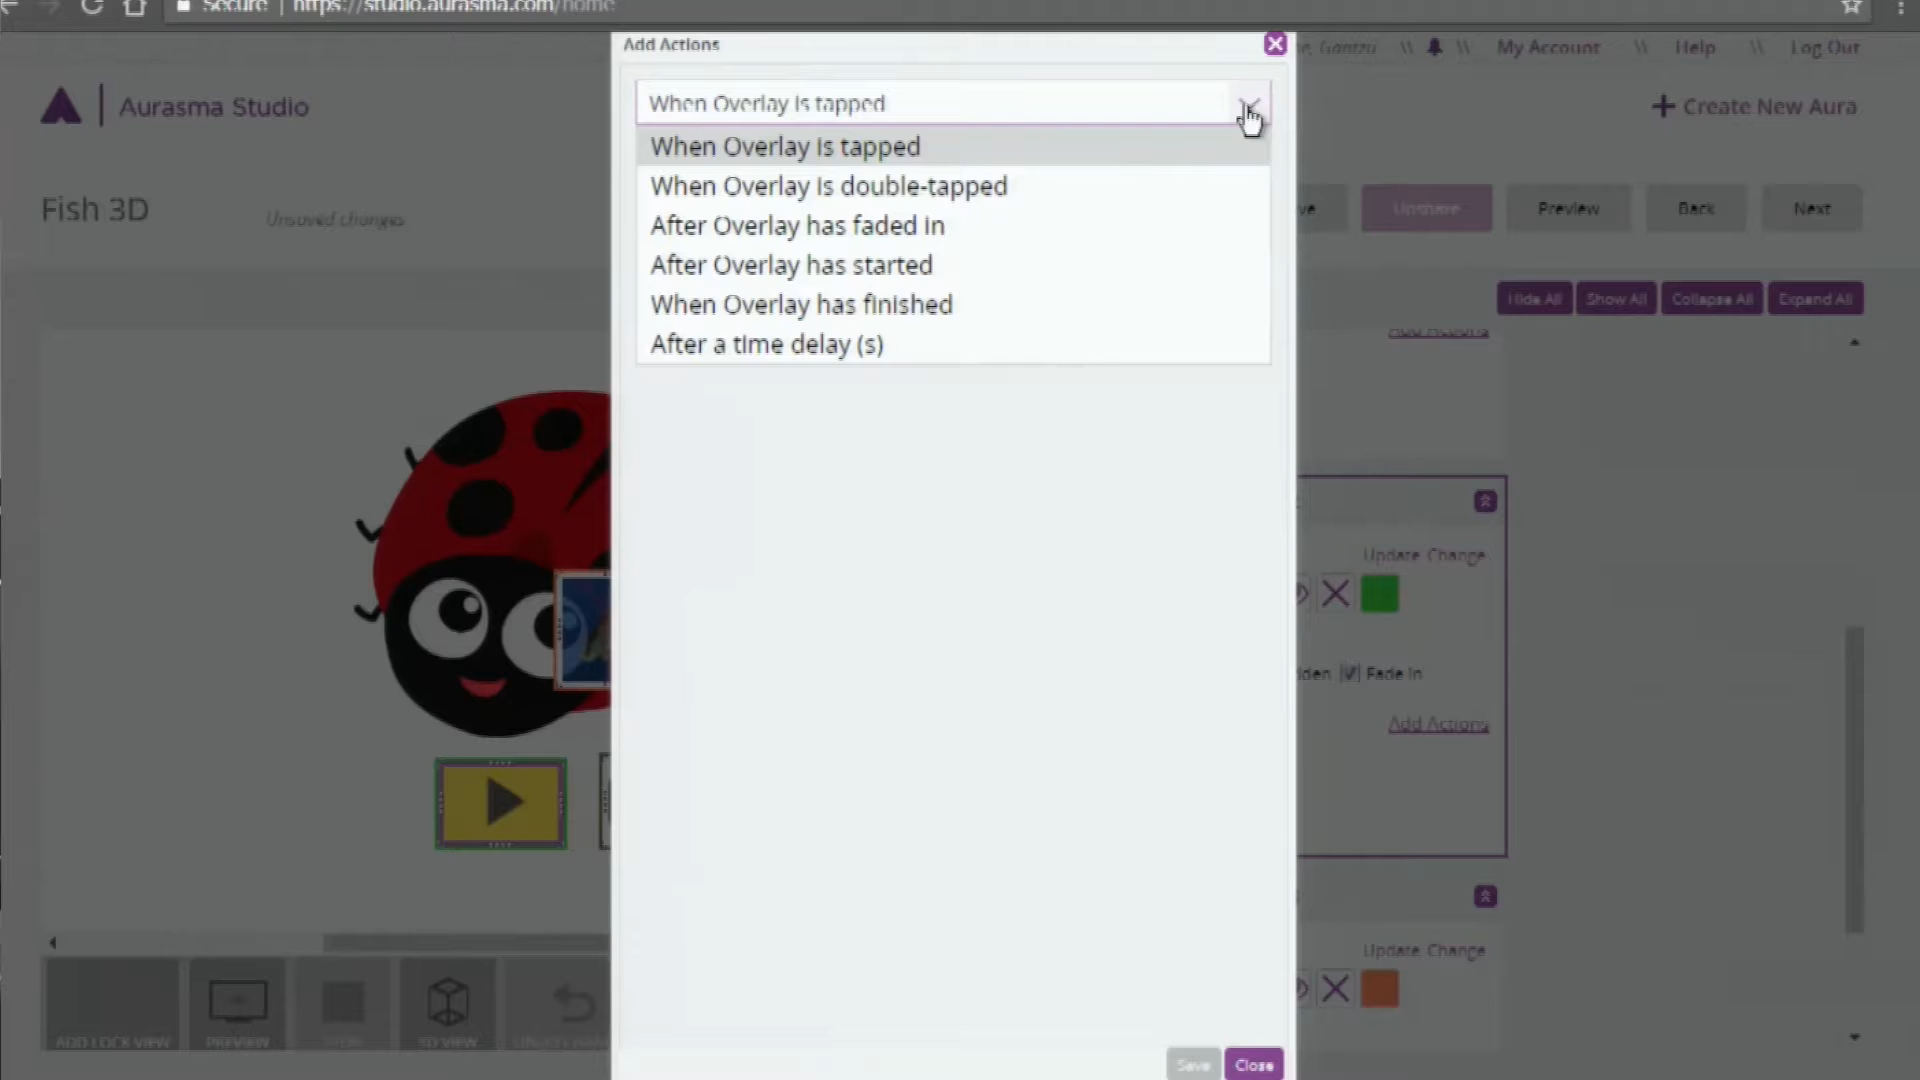 Secure | https://studio.aurasma.com/home
Add Actions
My Account \\ Help \\ Log Out
Aurasma Studio
Create New Aura
When Overlay is tapped
When Overlay is tapped
When Overlay is double-tapped
After Overlay has faded in
After Overlay has started
When Overlay has finished
After a time delay (s)
Fish 3D
Unsaved changes
Unshare
Preview
Back
Next
Hide All
Show All
Collapse All
Expand All
Add Actions
Update Change
Fade In
Add Actions
Update Change
ADD LOCK VIEW
PREVIEW
3D VIEW
Save
Close